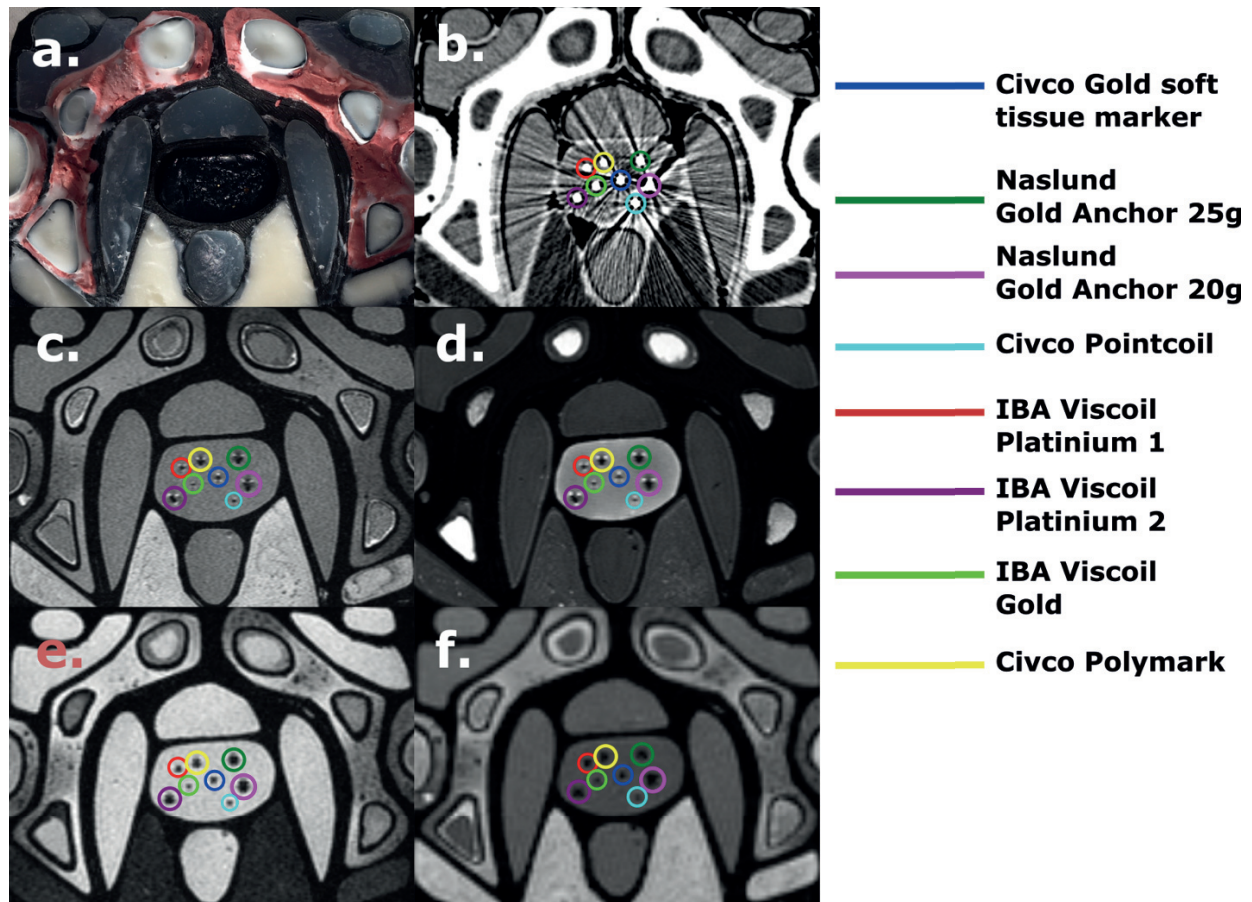 a.
b.
c.
d.
e.
f.
Civco Gold soft
tissue marker
Naslund
Gold Anchor 25g
Naslund
Gold Anchor 20g
Civco Pointcoil
IBA Viscoil
Platinium 1
IBA Viscoil
Platinium 2
IBA Viscoil
Gold
Civco Polymark